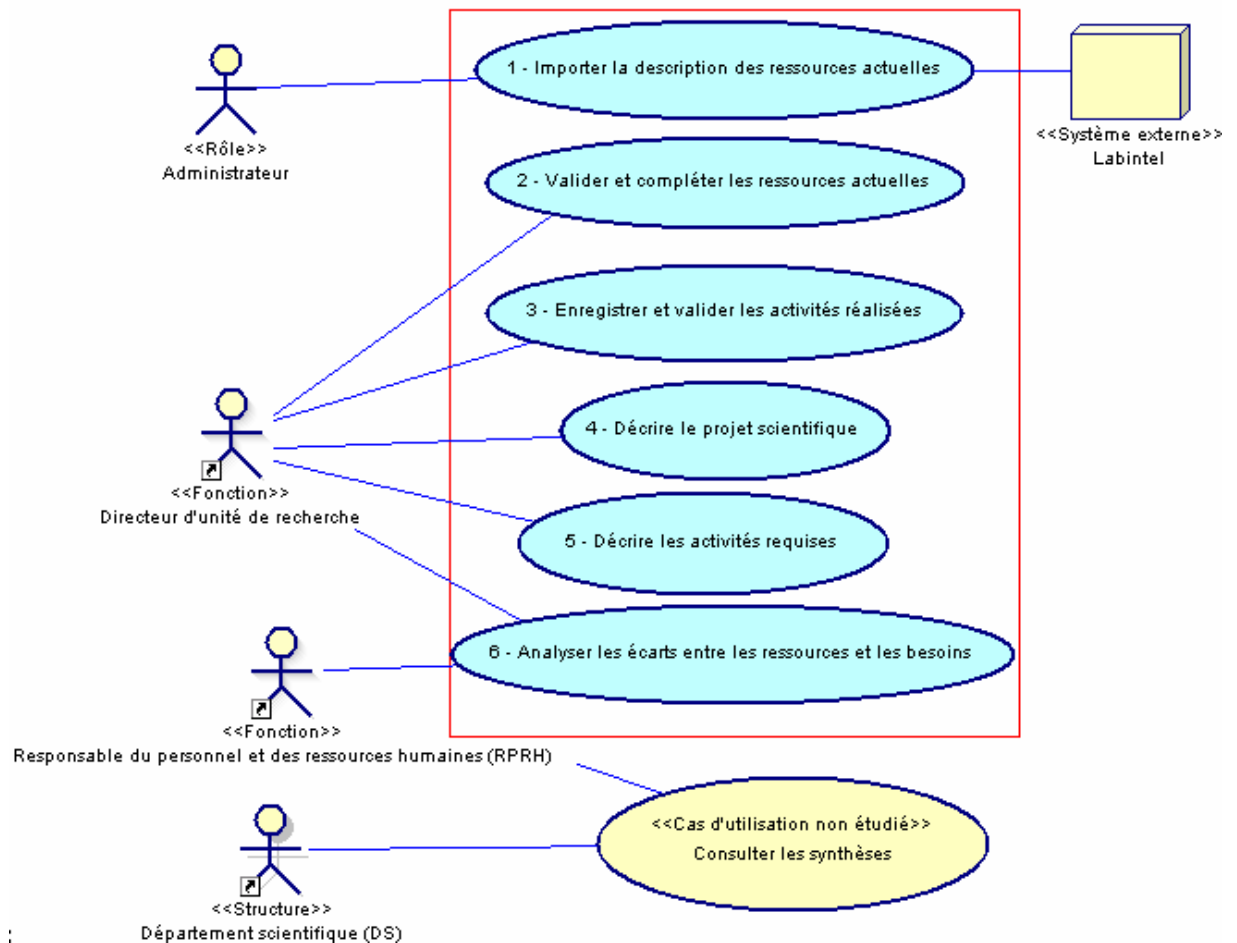 1 - Importer la description des ressources actuelles
<<Système externe>>
Labintel
<<Rôle>>
Administrateur
2 - Valider et compléter les ressources actuelles
3 - Enregistrer et valider les activités réalisées
4 - Décrire le projet scientifique
<<Fonction>>
Directeur d'unité de recherche
5 - Décrire les activités requises
6 - Analyser les écarts entre les ressources et les besoins
<<Fonction>>
Responsable du personnel et des ressources humaines (RPRH)
<<Cas d'utilisation non étudié>>
Consulter les synthèses
<<Structure>>
Département scientifique (DS)
: